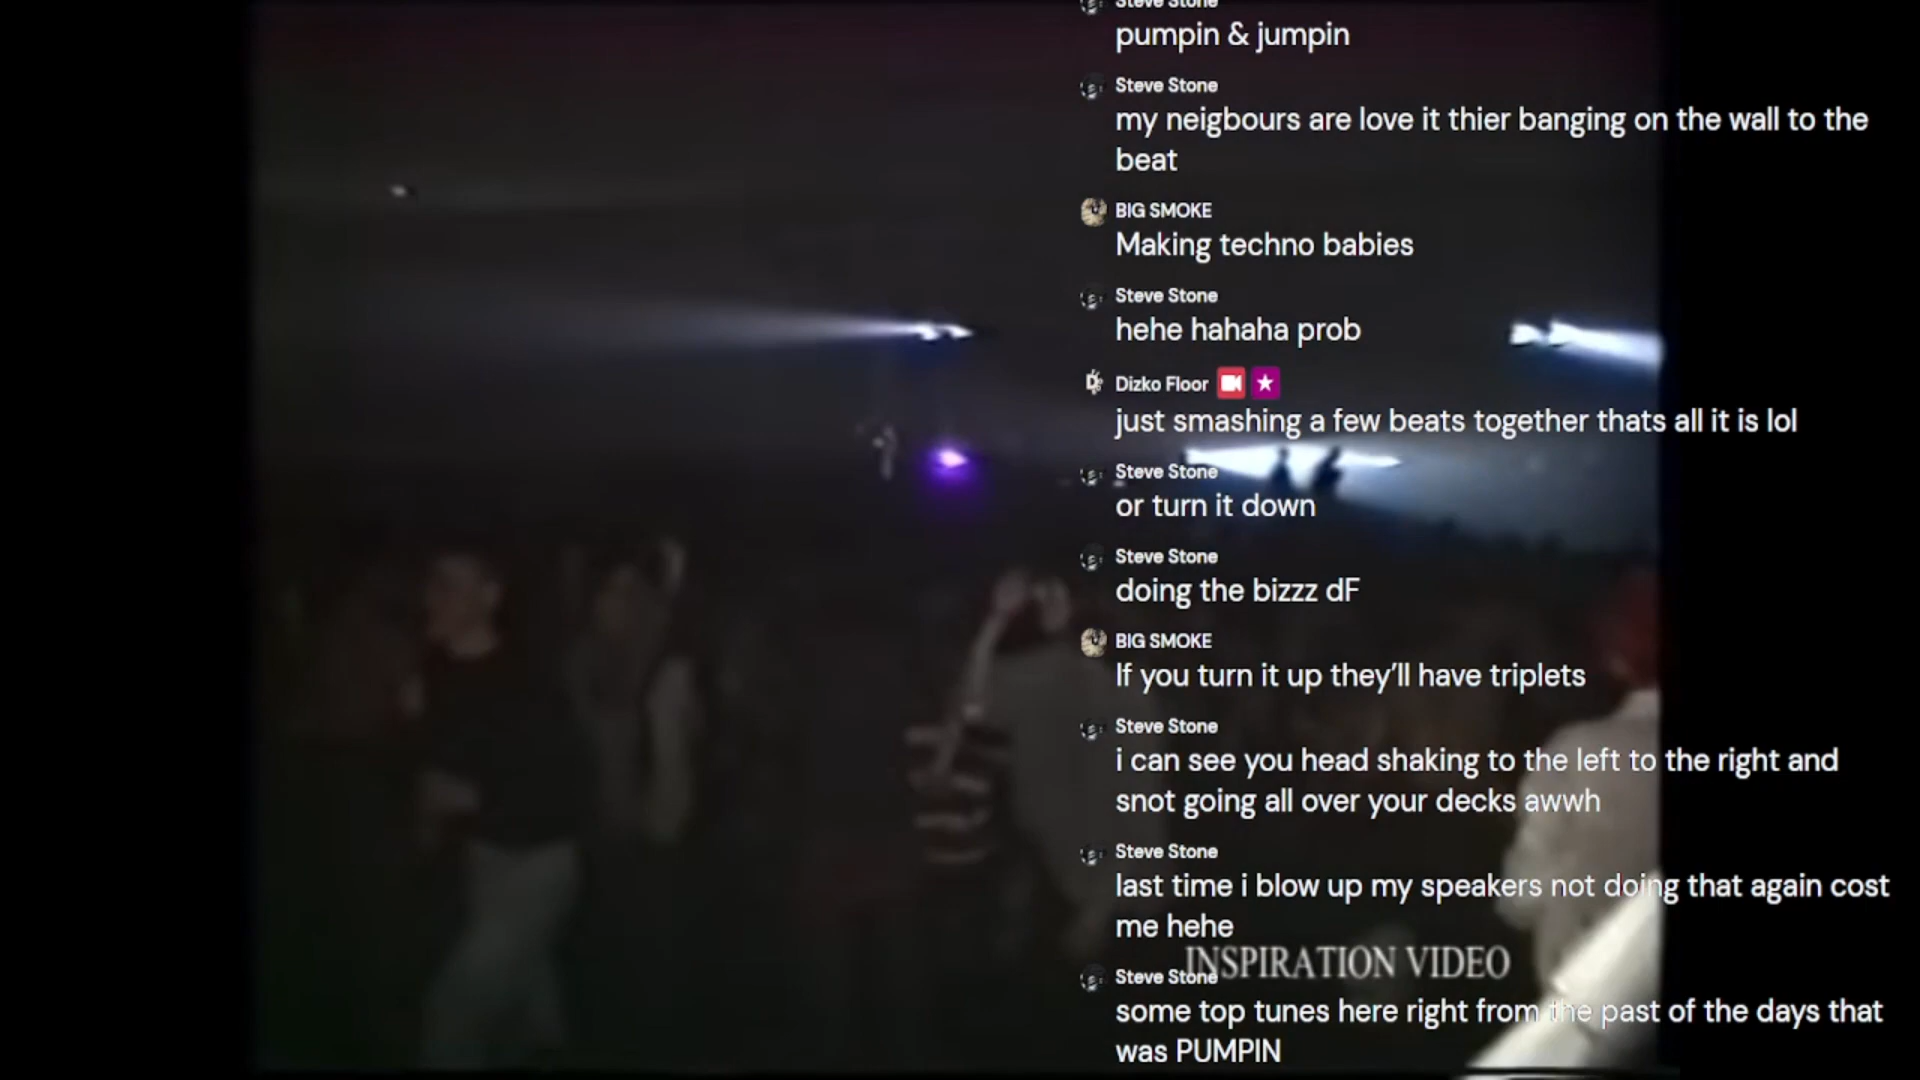 Steve Stone
pumpin & jumpin
Steve Stone
my neigbours are love it thier banging on the wall to the
beat
BIG SMOKE
Making techno babies
Steve Stone
hehe hahaha prob
Dizko Floor
just smashing a few beats together thats all it is lol
Steve Stone
or turn it down
Steve Stone
doing the bizzz dF
BIG SMOKE
If you turn it up they’ll have triplets
Steve Stone
i can see you head shaking to the left to the right and
snot going all over your decks awwh
Steve Stone
last time i blow up my speakers not doing that again cost
me hehe
INSPIRATION VIDEO
Steve Stone
some top tunes here right from the past of the days that
was PUMPIN